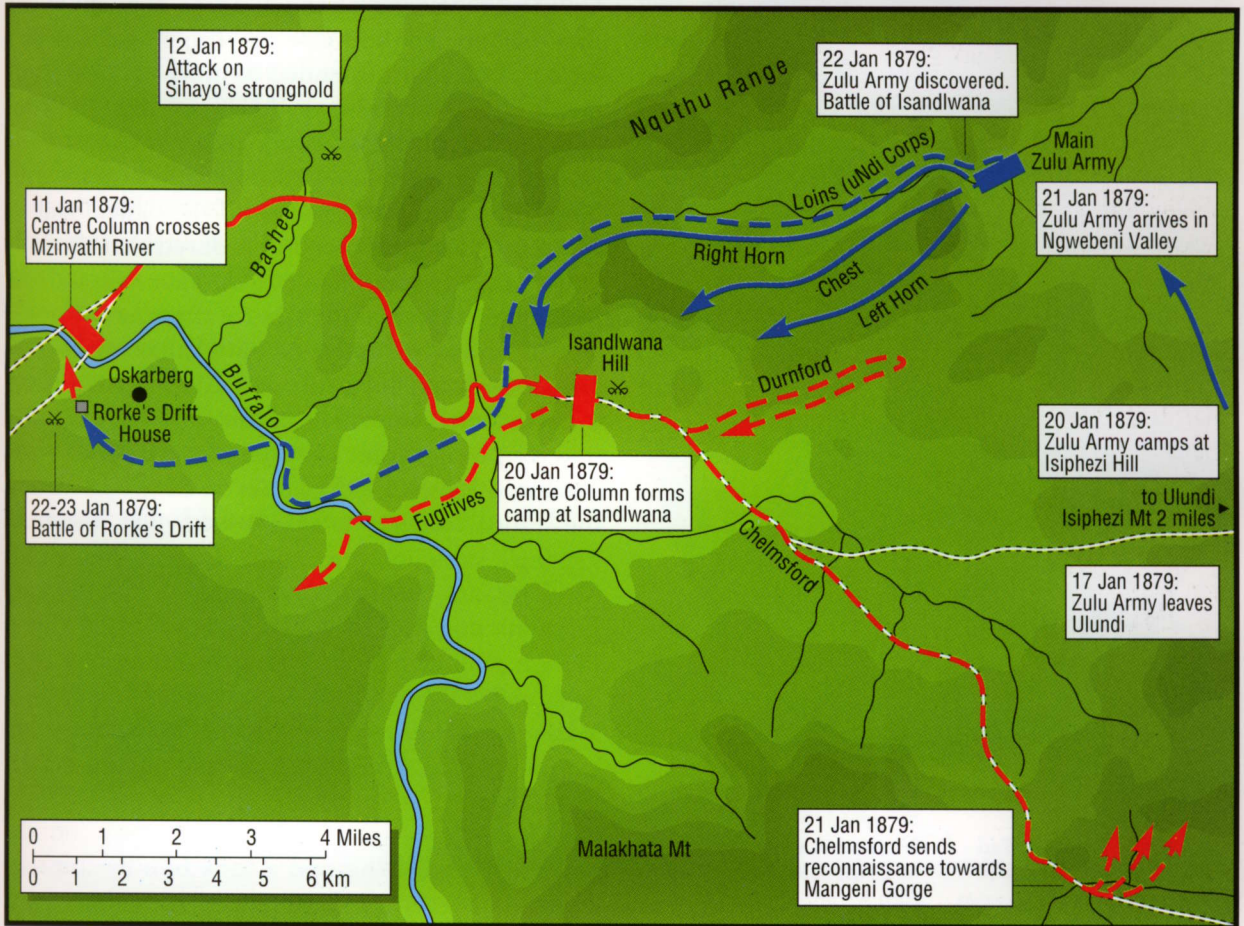 12 Jan 1879:
Attack on
Sihayo's stronghold
22 Jan 1879:
Zulu Army discovered.
Battle of Isandlwana
Nquthu Range
Main
Zulu Army
Loins (uNdi Corps)
11 Jan 1879:
Centre Column crosses
Mzinyathi River
21 Jan 1879:
Zulu Army arrives in
Ngwebeni Valley
Bashee
Right Horn
Chest
Left Horn
Isandlwana
Hill
Durnford
Oskarberg
Buffalo
Rorke's Drift
House
20 Jan 1879:
Zulu Army camps at
Isiphezi Hill
20 Jan 1879:
Centre Column forms
camp at Isandlwana
22-23 Jan 1879:
Battle of Rorke's Drift
Fugitives
to Ulundi
Isiphezi Mt 2 miles
Chelmsford
17 Jan 1879:
Zulu Army leaves
Ulundi
0 1 2 3 4 Miles
0 1 2 3 4 5 6 Km
Malakhata Mt
21 Jan 1879:
Chelmsford sends
reconnaissance towards
Mangeni Gorge